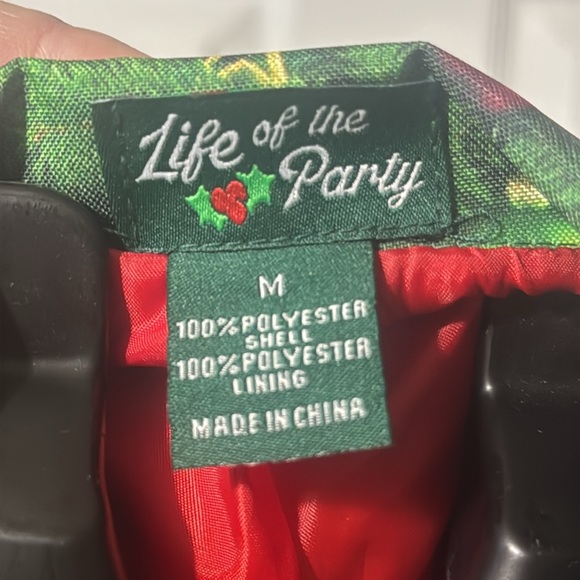 Life of the
Party
M
100%POLYESTER
SHELL
100%POLYESTER
LINING
MADE IN CHINA